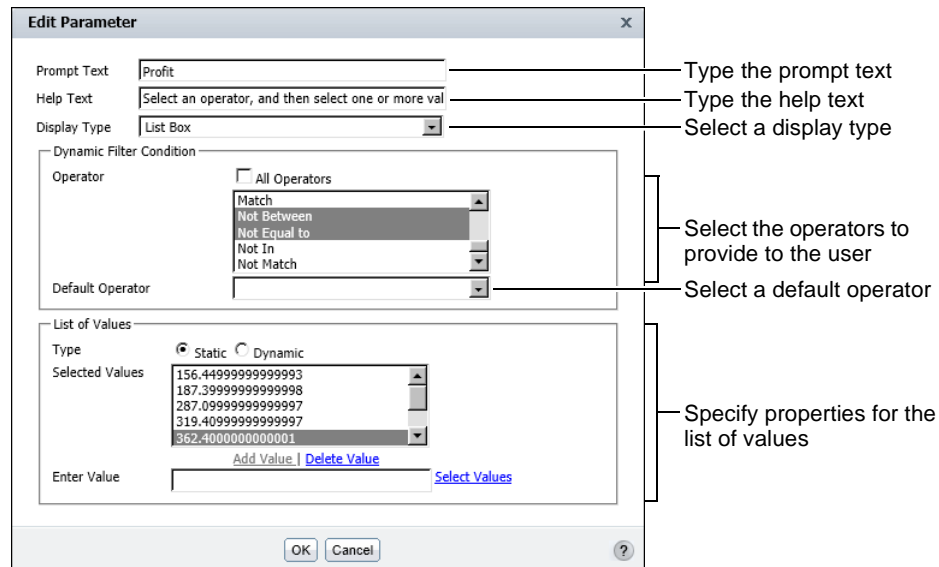 Edit Parameter x
Prompt Text Profit Type the prompt text
Help Text Select an operator, and then select one or more val Type the help text
Display Type List Box Select a display type
Dynamic Filter Condition
Operator All Operators
Match
Not Between
Not Equal to
Not In
Not Match
Select the operators to
provide to the user
Default Operator Select a default operator
List of Values
Type Static Dynamic
Selected Values 156.44999999999993
187.39999999999998
287.09999999999997
319.40999999999997
362.4000000000001
Specify properties for the
list of values
Add Value | Delete Value
Enter Value Select Values
OK Cancel ?